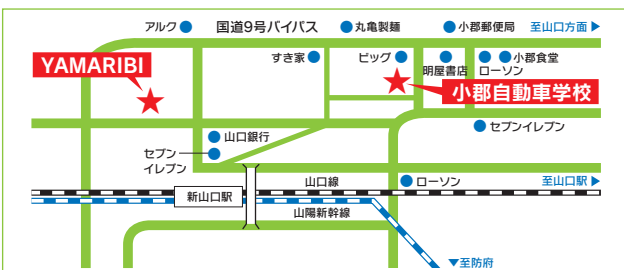 アルク
国道9号バイパス
丸亀製麺
小郡郵便局
至山口方面
すき家
ビッグ
明屋書店
ローソン
小郡食堂
YAMARIBI
小郡自動車学校
セブンイレブン
山口銀行
セブン
イレブン
山口線
ローソン
至山口駅
新山口駅
山陽新幹線
至防府